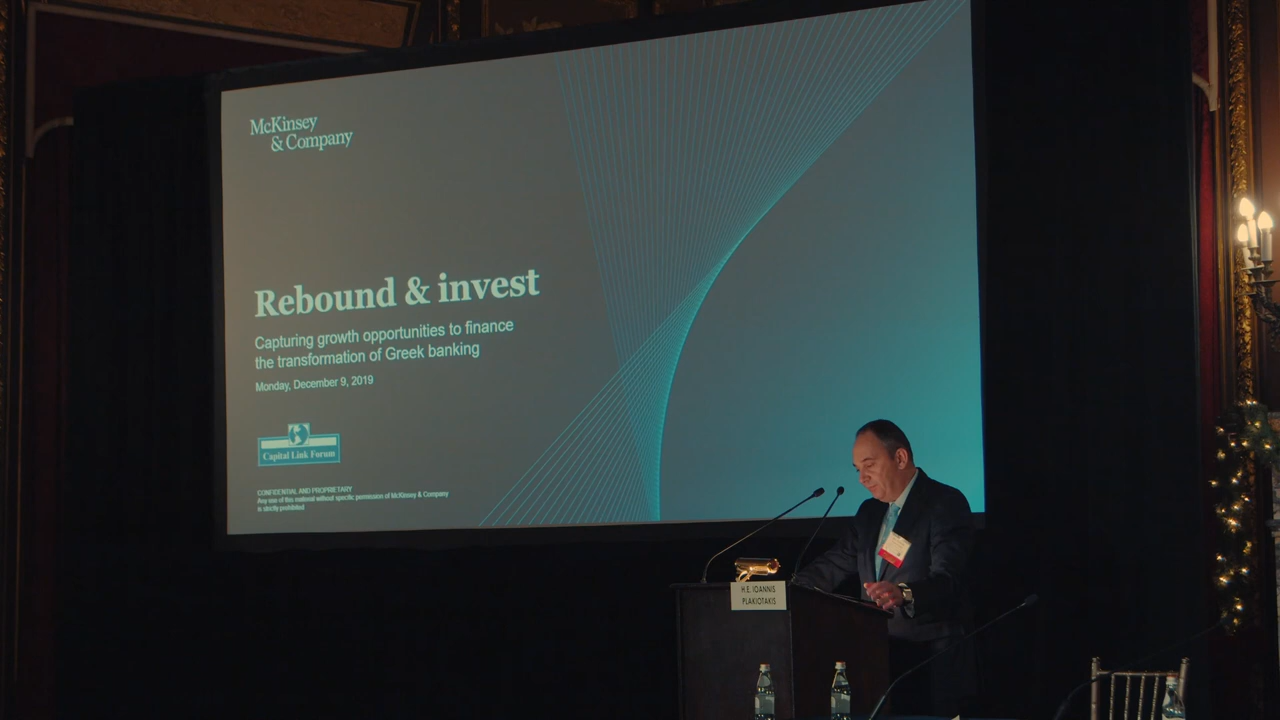 McKinsey
& Company
Rebound & invest
Capturing growth opportunities to finance
the transformation of Greek banking
Monday, December 9, 2019
Capital Link Forum
CONFIDENTIAL AND PROPRIETARY
Any use of this material without specific permission of McKinsey & Company
is strictly prohibited
H.E. IOANNIS
PLAKIOTAKIS